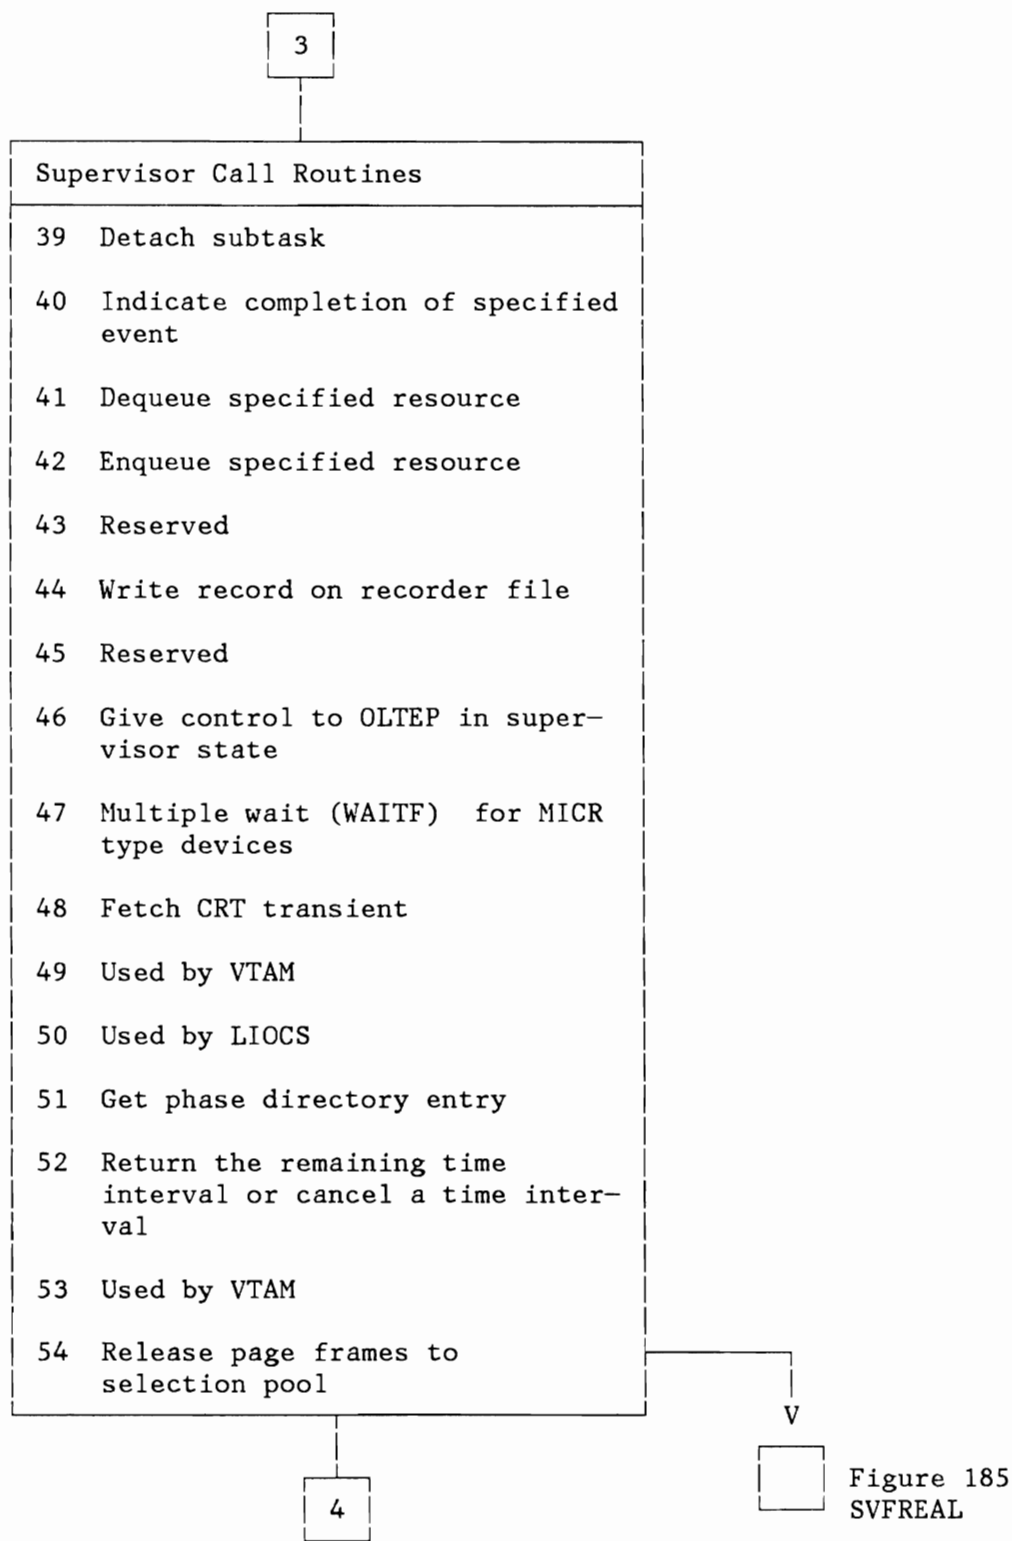 3
Supervisor Call Routines
39 Detach subtask
40 Indicate completion of specified
event
41 Dequeue specified resource
42 Enqueue specified resource
43 Reserved
44 Write record on recorder file
45 Reserved
46 Give control to OLTEP in super-
visor state
47 Multiple wait (WAITF) for MICR
type devices
48 Fetch CRT transient
49 Used by VTAM
50 Used by LIOCS
51 Get phase directory entry
52 Return the remaining time
interval or cancel a time inter-
val
53 Used by VTAM
54 Release page frames to
selection pool
V
Figure 185
SVFREAL
4